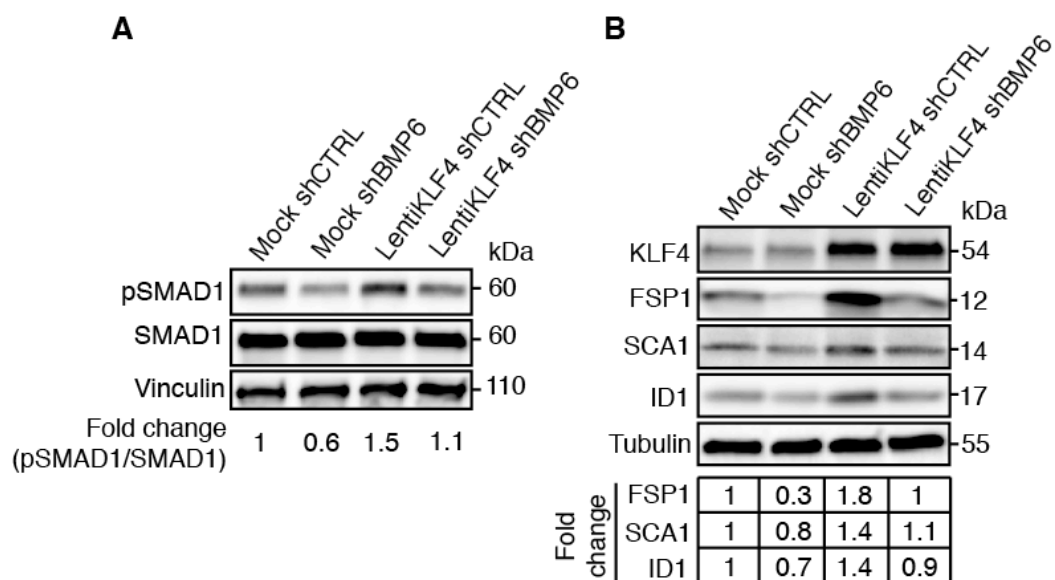 A
Mock shCTRL
Mock shBMP6
LentiKLF4 shCTRL
LentiKLF4 shBMP6
kDa
pSMAD1 60
SMAD1 60
Vinculin 110
Fold change
(pSMAD1/SMAD1) 1 0.6 1.5 1.1
B
Mock shCTRL
Mock shBMP6
LentiKLF4 shCTRL
LentiKLF4 shBMP6
kDa
KLF4 54
FSP1 12
SCA1 14
ID1 17
Tubulin 55
Fold
change
FSP1 1 0.3 1.8 1
SCA1 1 0.8 1.4 1.1
ID1 1 0.7 1.4 0.9